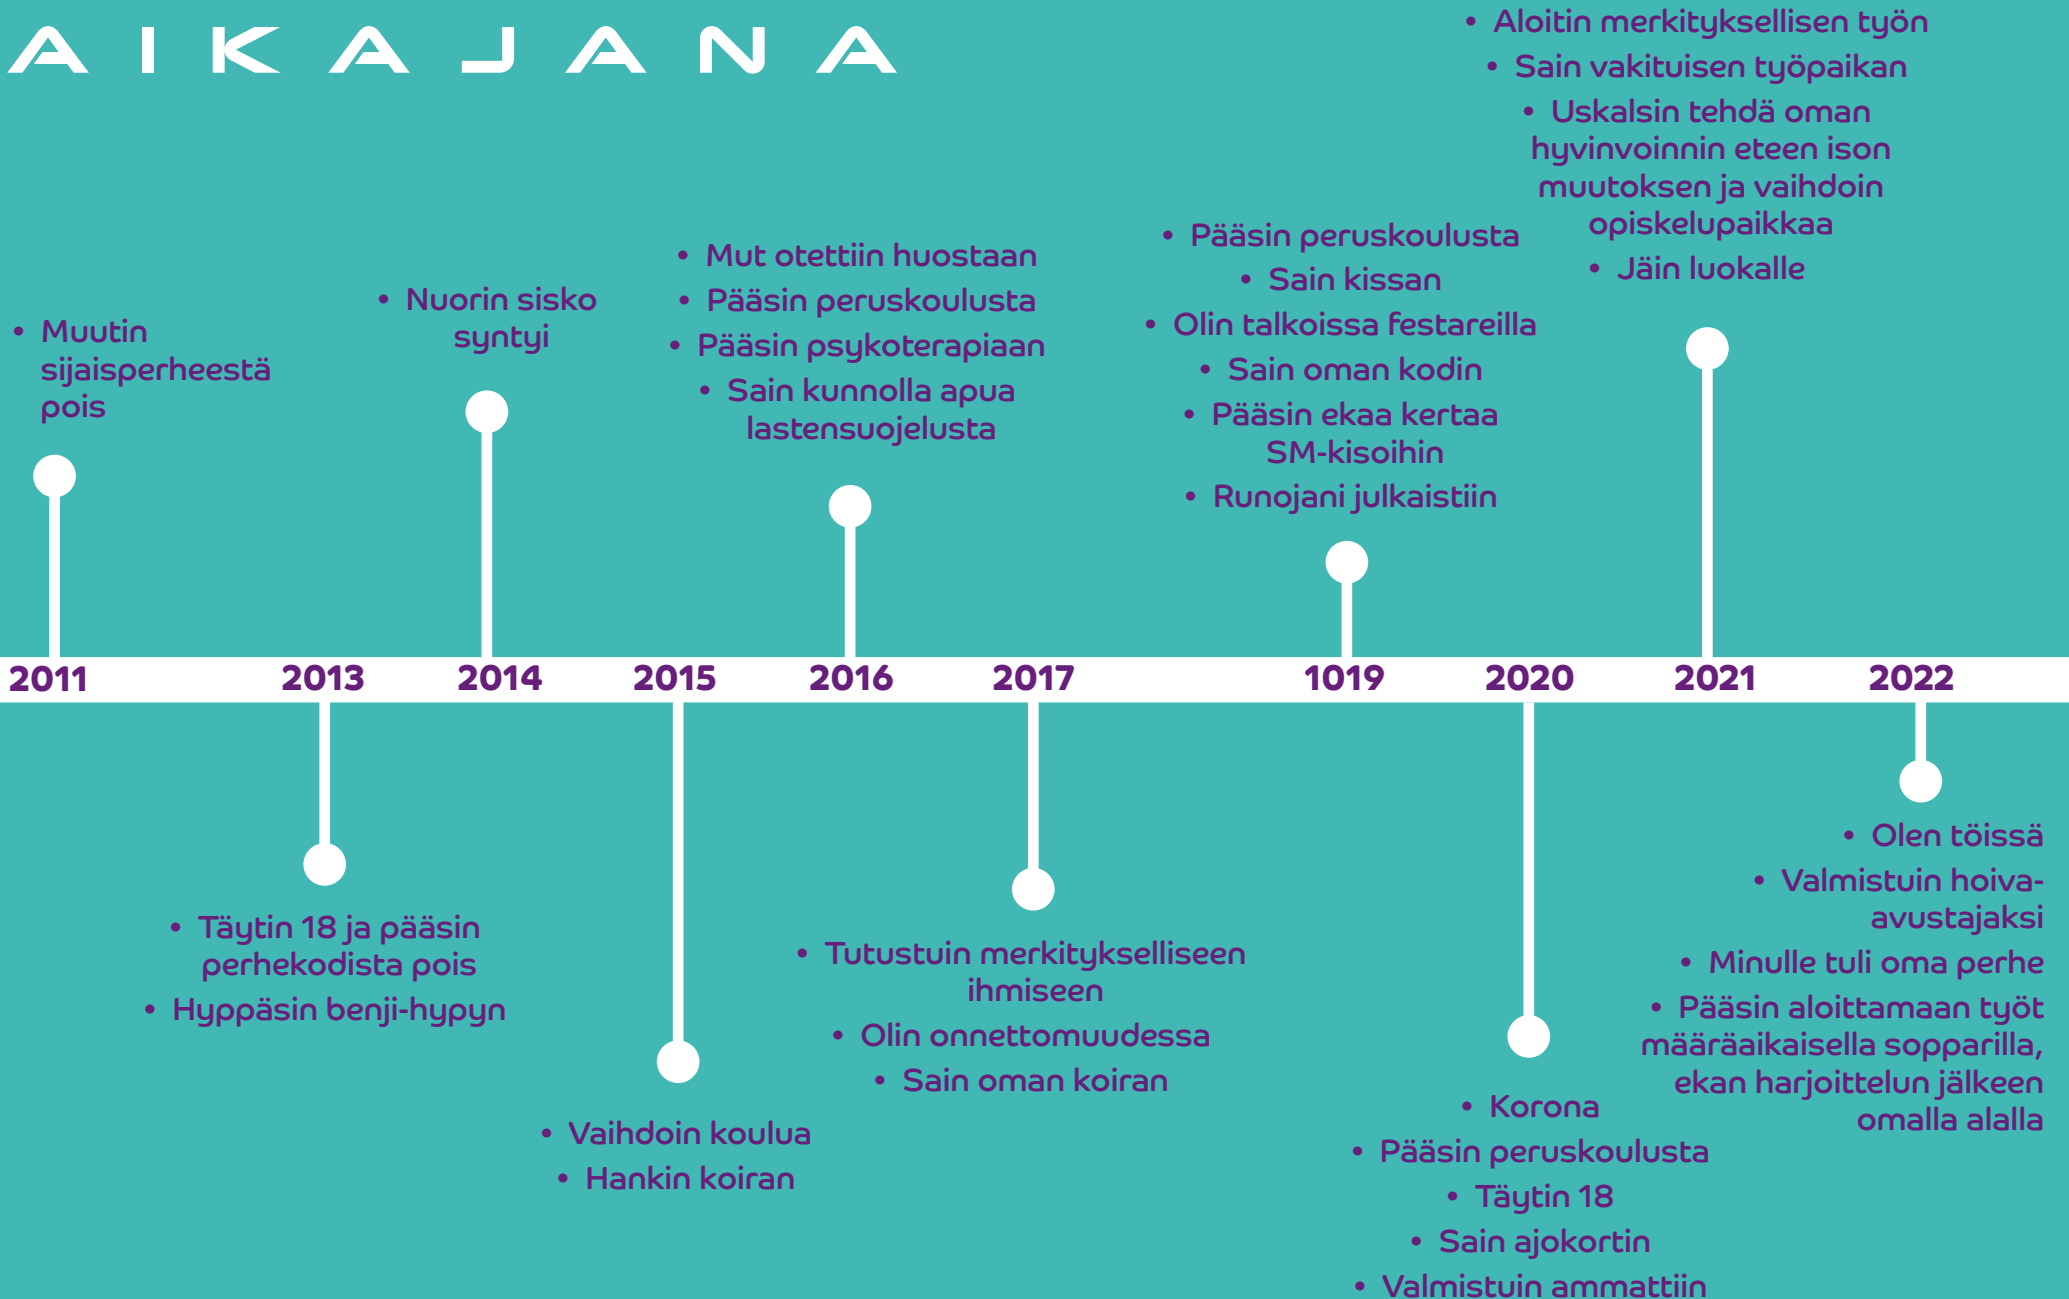 AIKAJANA
• Muutin
sijaisperheestä
pois
• Nuorin sisko
syntyi
• Mut otettiin huostaan
• Pääsin peruskoulusta
• Pääsin psykoterapiaan
• Sain kunnolla apua
lastensuojelusta
• Pääsin peruskoulusta
• Sain kissan
• Olin talkoissa festareilla
• Sain oman kodin
• Pääsin ekaa kertaa
SM-kisoihin
• Runojani julkaistiin
• Aloitin merkityksellisen työn
• Sain vakituisen työpaikan
• Uskalsin tehdä oman
hyvinvoinnin eteen ison
muutoksen ja vaihdoin
opiskelupaikkaa
• Jäin luokalle
2011 2013 2014 2015 2016 2017 1019 2020 2021 2022
• Täytin 18 ja pääsin
perhekodista pois
• Hyppäsin benji-hypyn
• Vaihdoin koulua
• Hankin koiran
• Tutustuin merkitykselliseen
ihmiseen
• Olin onnettomuudessa
• Sain oman koiran
• Korona
• Pääsin peruskoulusta
• Täytin 18
• Sain ajokortin
• Valmistuin ammattiin
• Olen töissä
• Valmistuin hoiva-
avustajaksi
• Minulle tuli oma perhe
• Pääsin aloittamaan työt
määräaikaisella sopparilla,
ekan harjoittelun jälkeen
omalla alalla